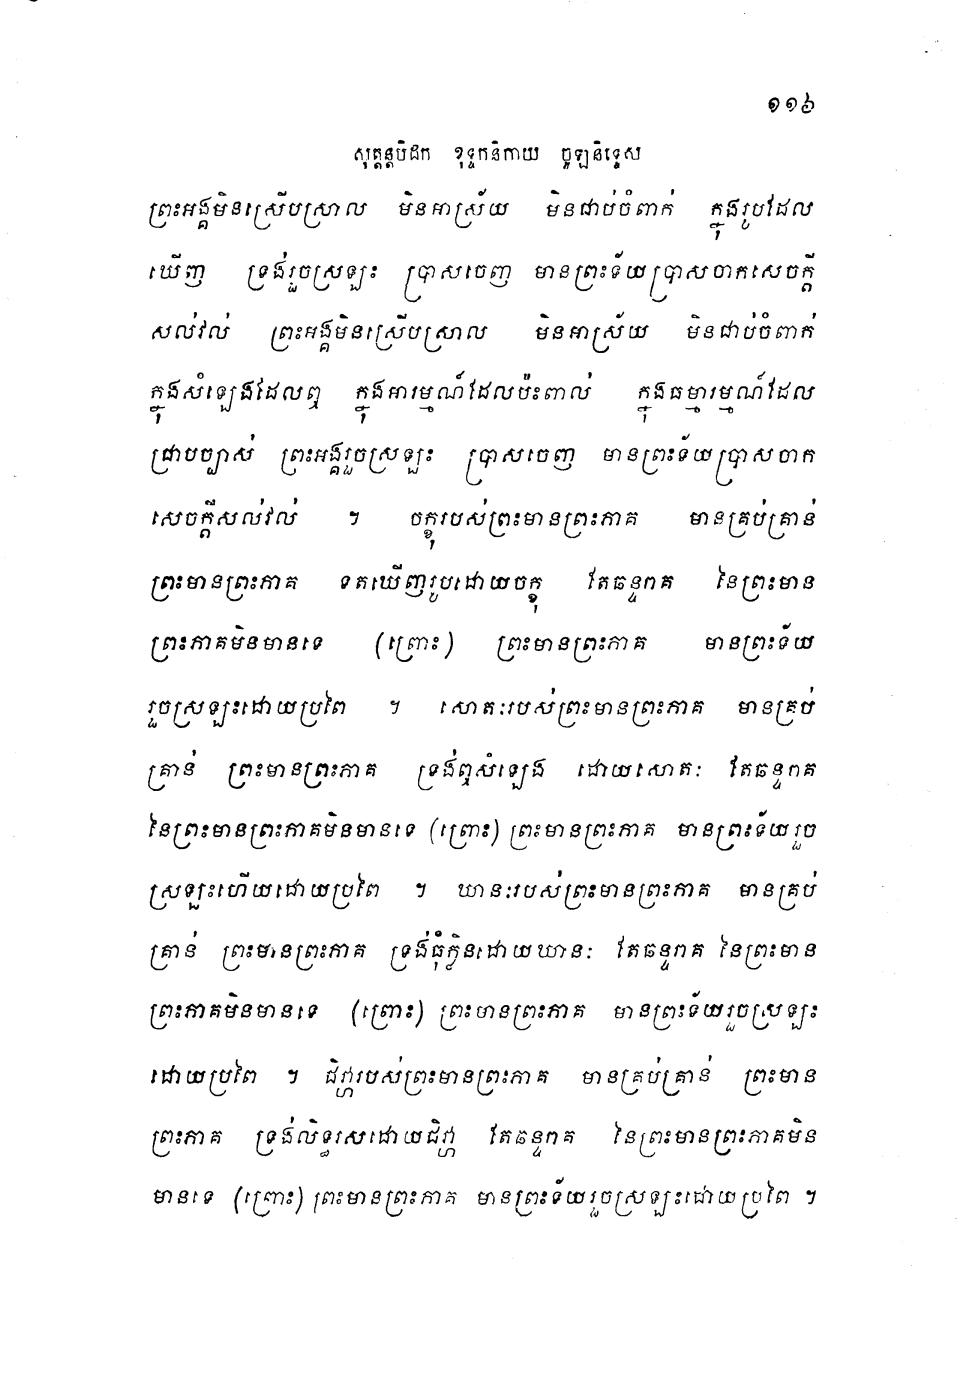 ១១៦
សុត្តន្តបិដក ខុទ្ទកនិកាយ ចូឡនិទ្ទេស
ព្រះអង្គមិនស្រើបស្រាល មិនអាស្រ័យ មិនជាប់ចំពាក់ ក្នុងរូបដែល
ឃើញ ទ្រង់រួចស្រឡះ ប្រាសចេញ មានព្រះទ័យប្រាសចាកសេចក្តី
សល់វល់ ព្រះអង្គមិនស្រើបស្រាល មិនអាស្រ័យ មិនជាប់ចំពាក់
ក្នុងសំឡេងដែលឮ ក្នុងអារម្មណ៍ដែលប៉ះពាល់ ក្នុងធម្មារម្មណ៍ដែល
ជ្រាបច្បាស់ ព្រះអង្គរួចស្រឡះ ប្រាសចេញ មានព្រះទ័យប្រាសចាក
សេចក្តីសល់វល់ ។ ចក្ខុរបស់ព្រះមានព្រះភាគ មានគ្រប់គ្រាន់
ព្រះមានព្រះភាគ ទតឃើញរូបដោយចក្ខុ តែឆន្ទរាគ នៃព្រះមាន
ព្រះភាគមិនមានទេ (ព្រោះ) ព្រះមានព្រះភាគ មានព្រះទ័យ
រួចស្រឡះដោយប្រពៃ ។ សោតៈរបស់ព្រះមានព្រះភាគ មានគ្រប់
គ្រាន់ ព្រះមានព្រះភាគ ទ្រង់ឮសំឡេង ដោយសោតៈ តែឆន្ទរាគ
នៃព្រះមានព្រះភាគមិនមានទេ (ព្រោះ) ព្រះមានព្រះភាគ មានព្រះទ័យរួច
ស្រឡះហើយដោយប្រពៃ ។ ឃានៈរបស់ព្រះមានព្រះភាគ មានគ្រប់
គ្រាន់ ព្រះមានព្រះភាគ ទ្រង់ធុំក្លិនដោយឃានៈ តែឆន្ទរាគ នៃព្រះមាន
ព្រះភាគមិនមានទេ (ព្រោះ) ព្រះមានព្រះភាគ មានព្រះទ័យរួចស្រឡះ
ដោយប្រពៃ ។ ជិវ្ហារបស់ព្រះមានព្រះភាគ មានគ្រប់គ្រាន់ ព្រះមាន
ព្រះភាគ ទ្រង់លិទ្ធរសដោយជិវ្ហា តែឆន្ទរាគ នៃព្រះមានព្រះភាគមិន
មានទេ (ព្រោះ) ព្រះមានព្រះភាគ មានព្រះទ័យរួចស្រឡះដោយប្រពៃ ។